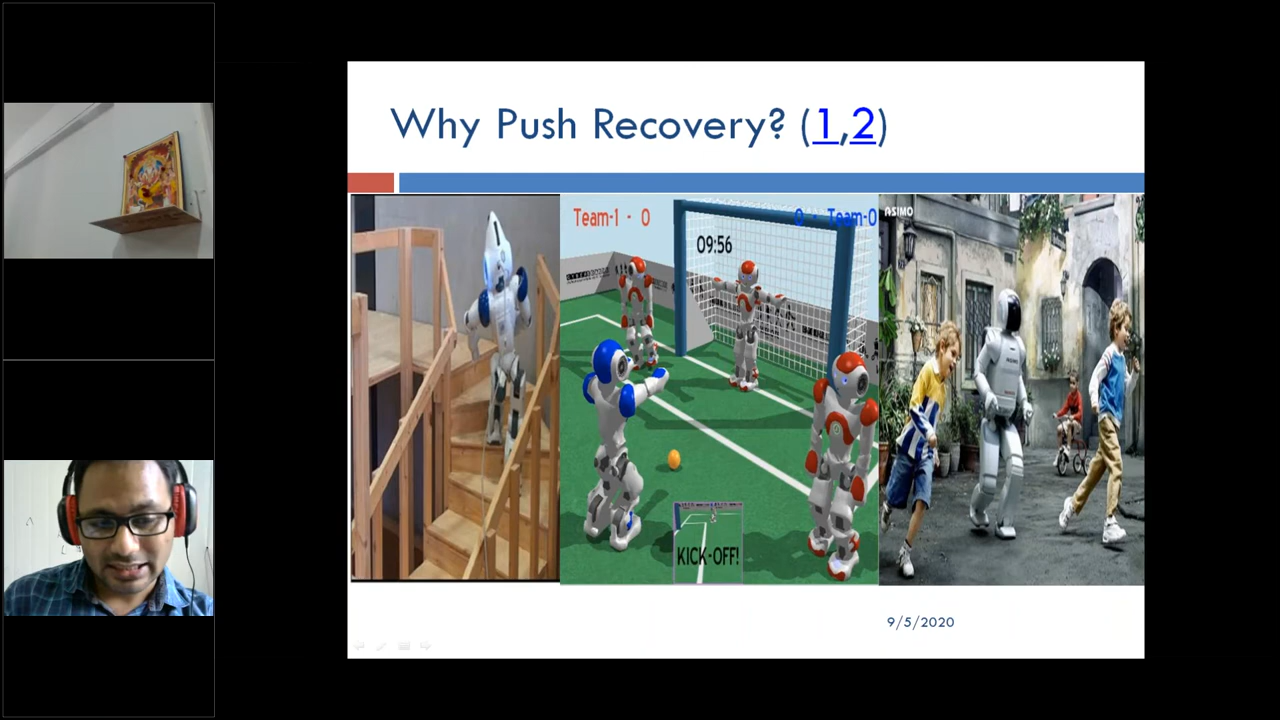 Why Push Recovery? (1,2)
Team-1 - 0
0 - Team-0
09:56
KICK-OFF!
ASIMO
ASIMO
9/5/2020